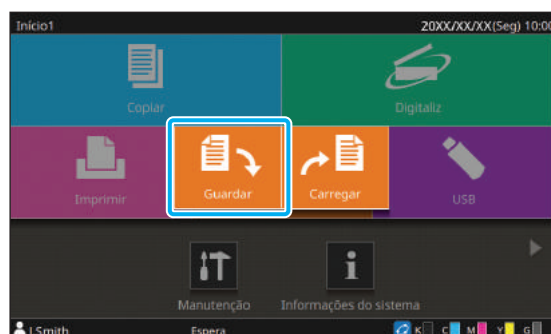 Início1 20XX/XX/XX(Seg) 10:00
Copiar Digitaliz
Imprimir Guardar Carregar USB
Manutenção Informações do sistema
J.Smith Espera K C M Y G